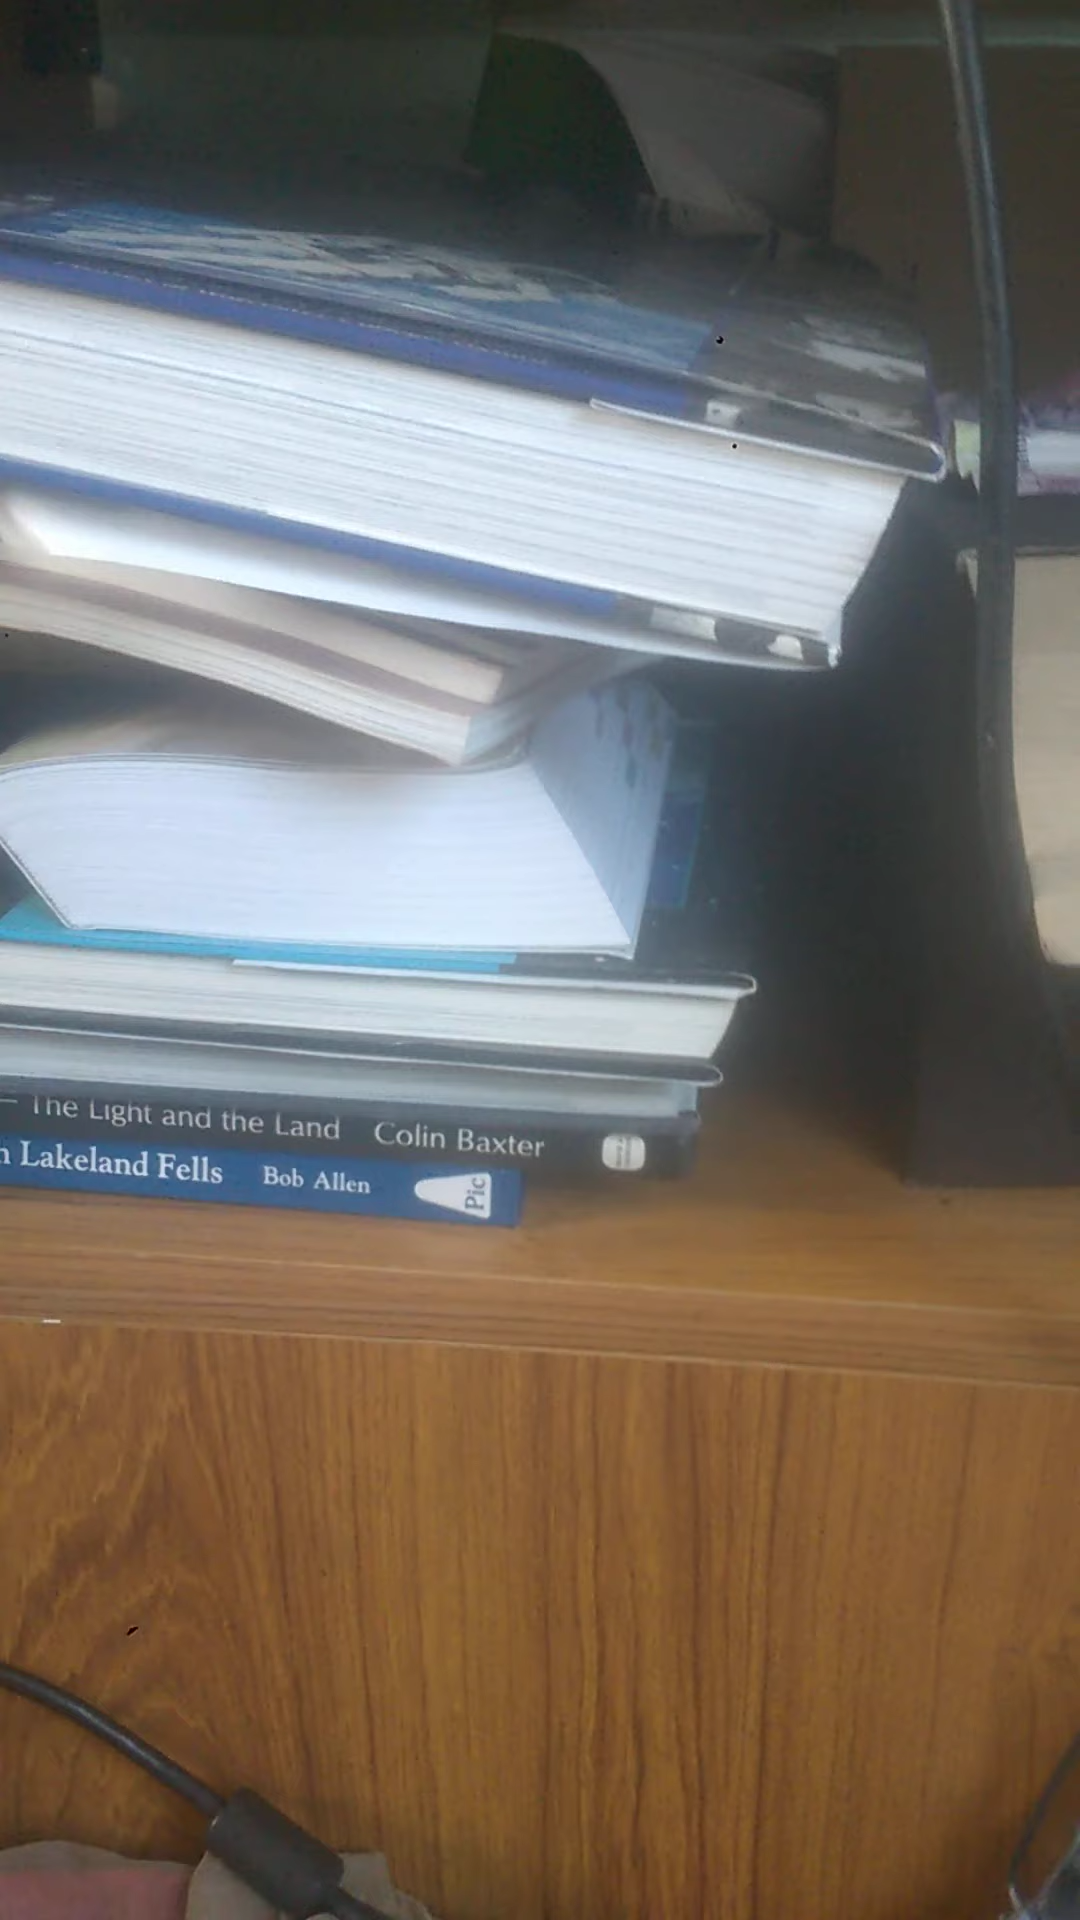 — The Light and the Land Colin Baxter
n Lakeland Fells Bob Allen Pic